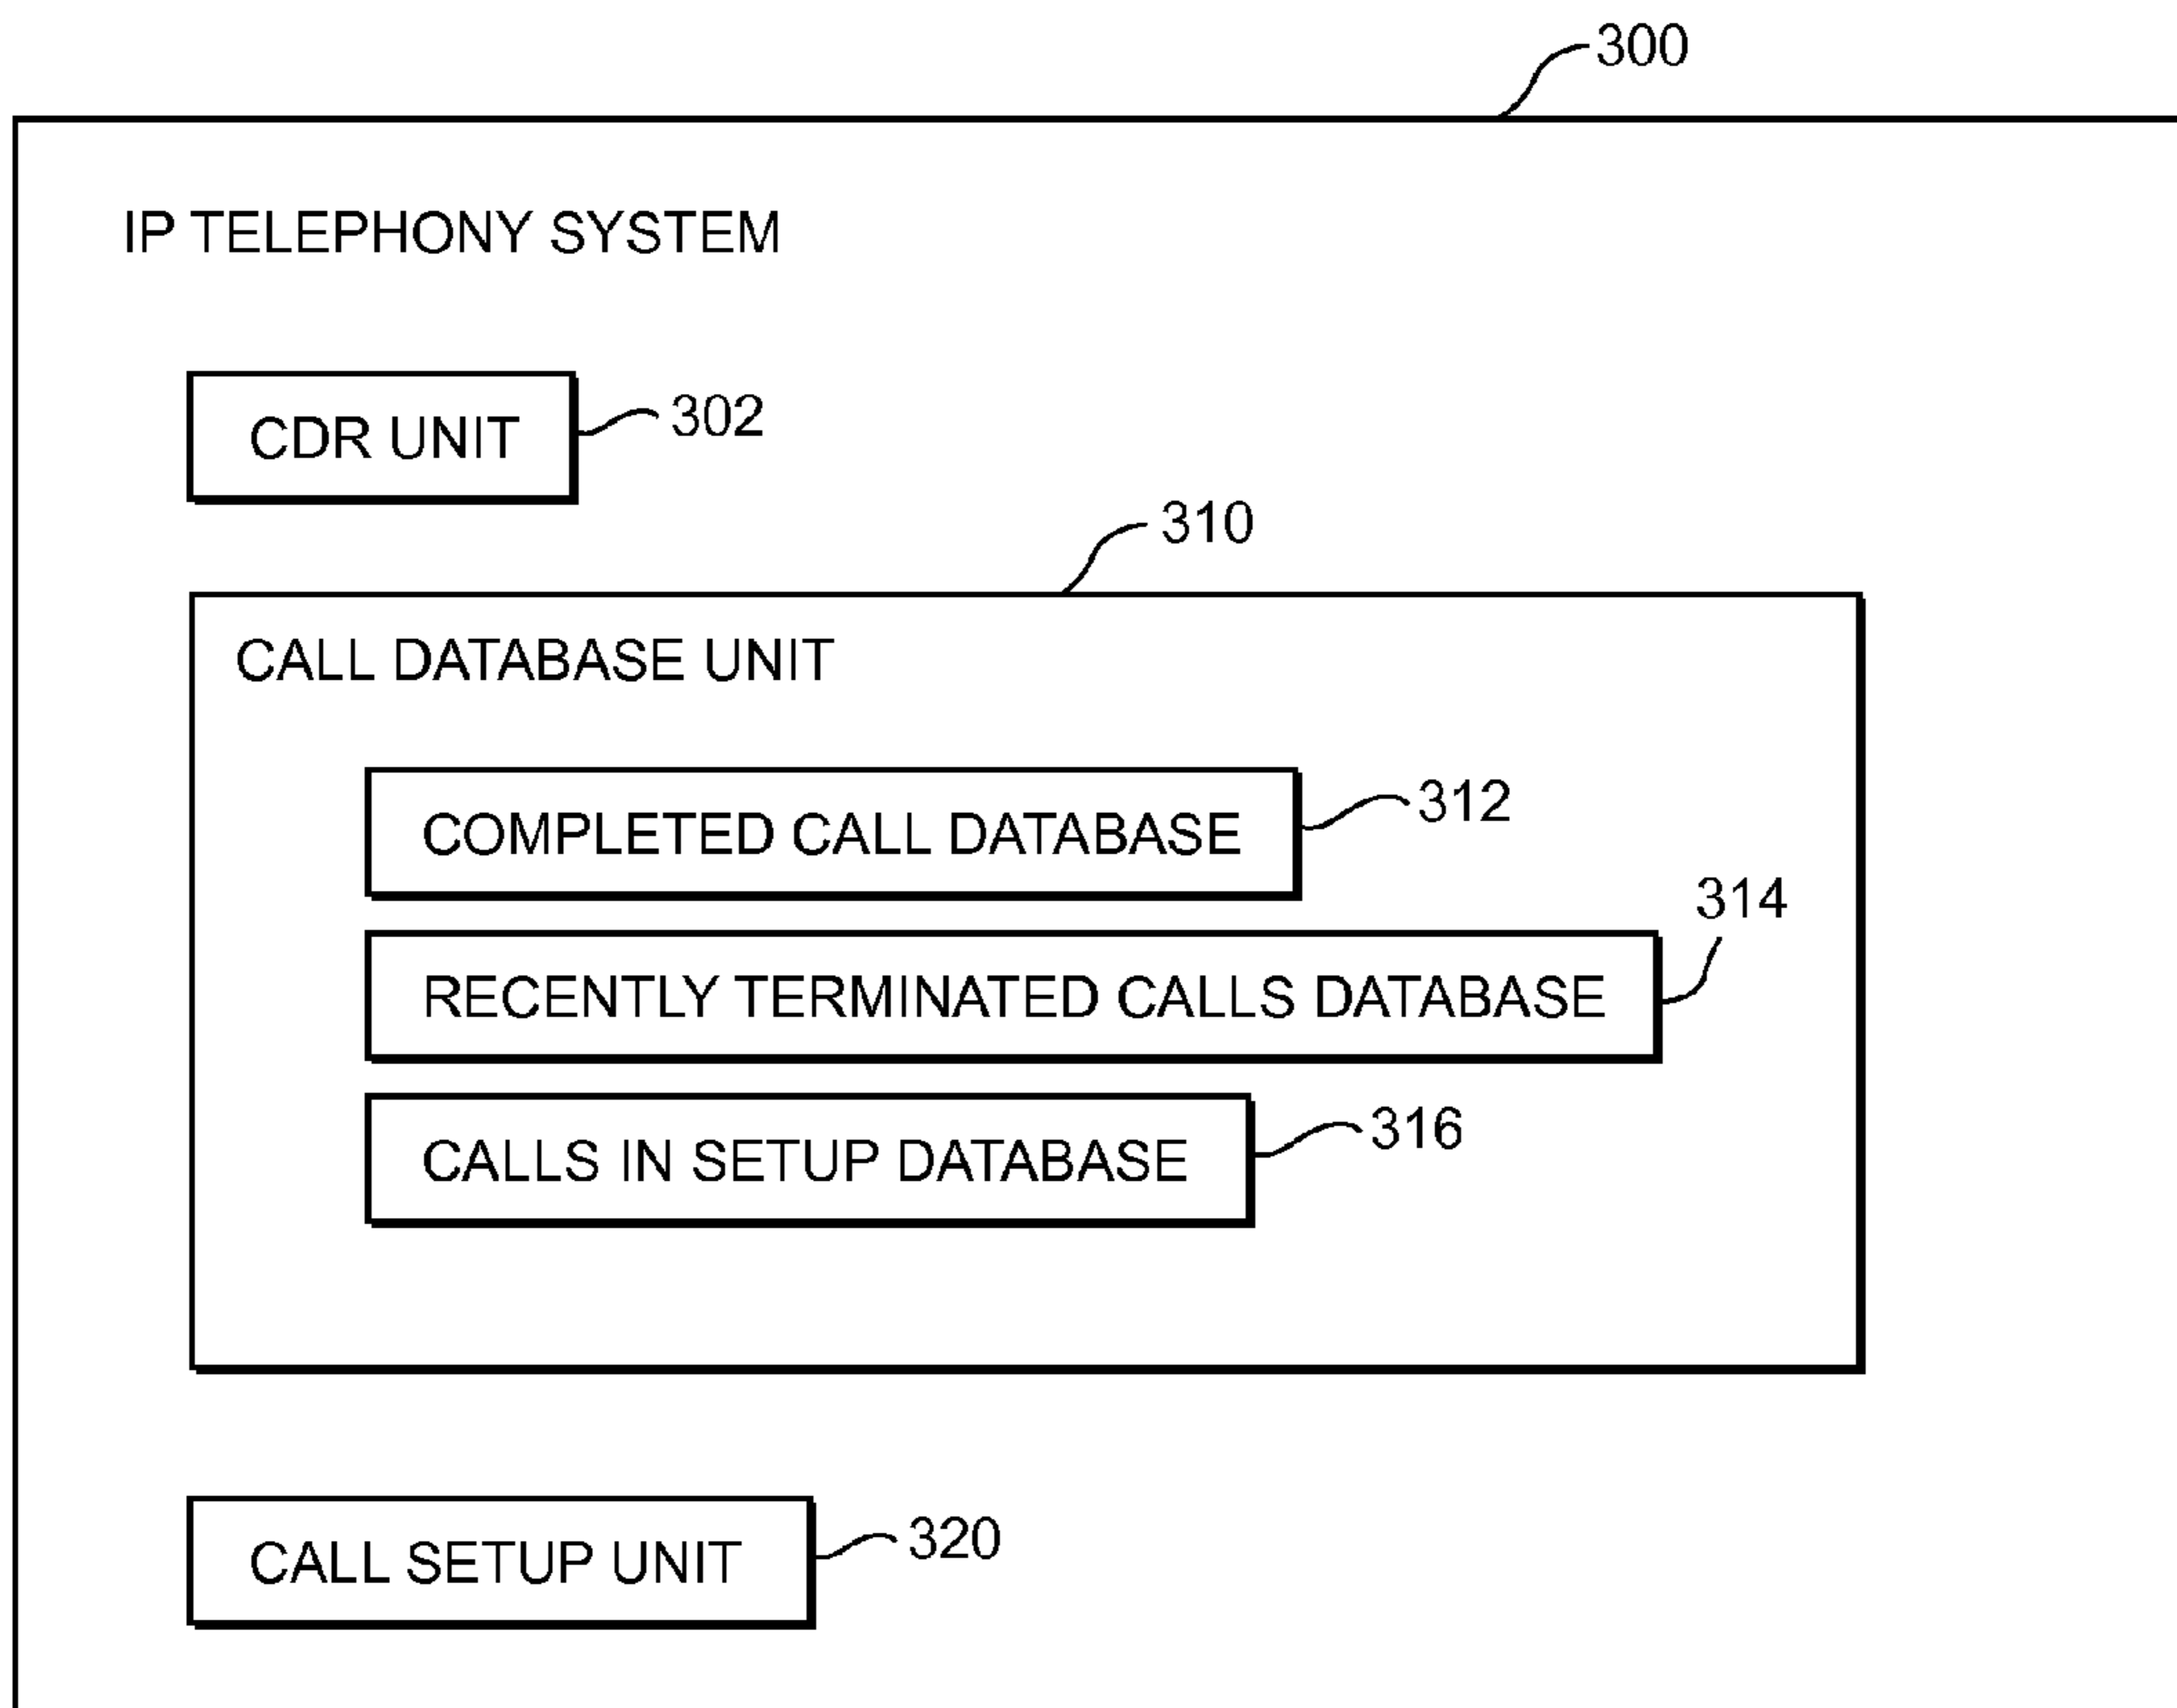 300
IP TELEPHONY SYSTEM
CDR UNIT
302
310
CALL DATABASE UNIT
COMPLETED CALL DATABASE
312
314
RECENTLY TERMINATED CALLS DATABASE
CALLS IN SETUP DATABASE
316
CALL SETUP UNIT
320